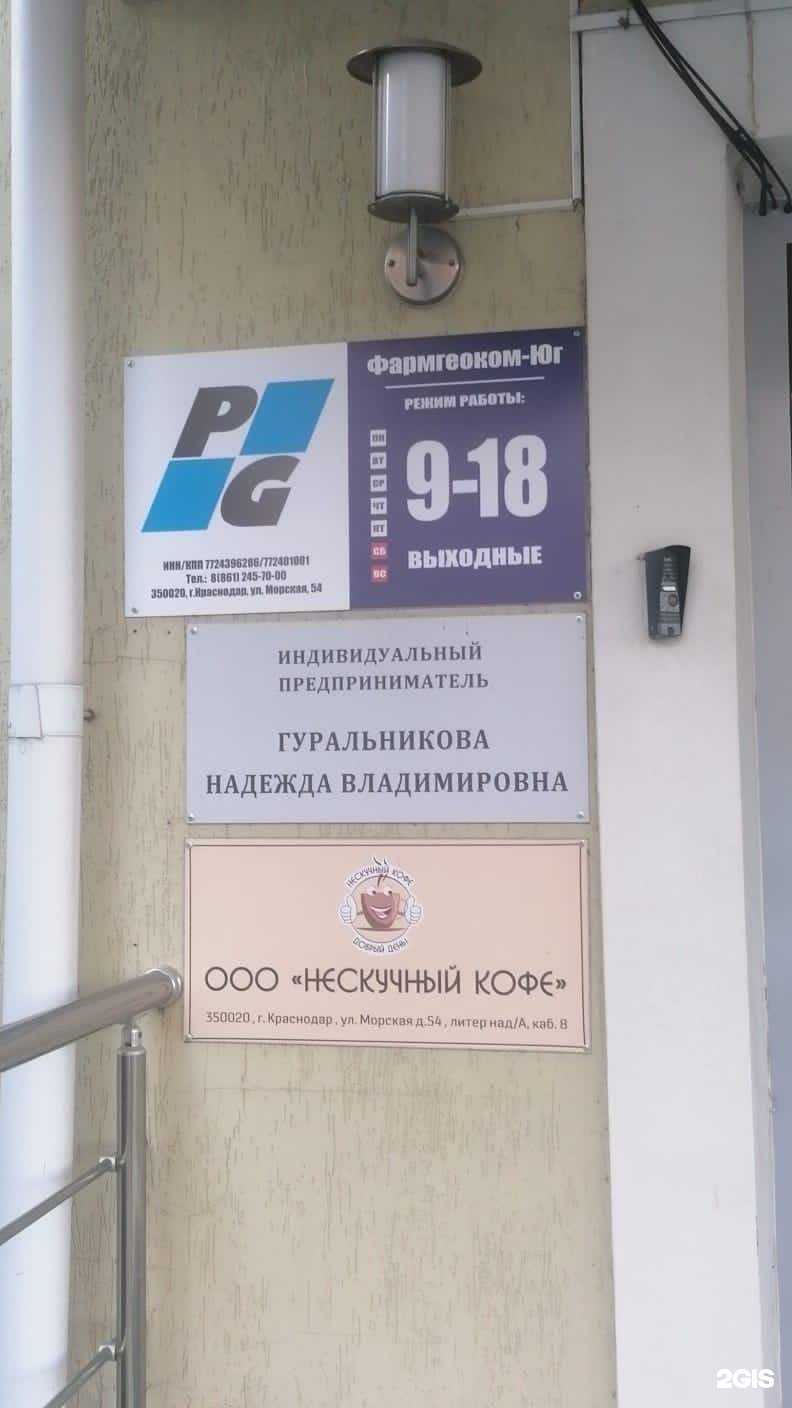 PG
Фармгеоком-Юг
РЕЖИМ РАБОТЫ:
ПН
ВТ
СР
ЧТ
ПТ
9-18
СБ
ВС
ВЫХОДНЫЕ
ИНН/КПП 7724396286/772401001
Тел.: 8(861) 245-70-00
350020, г.Краснодар, ул. Морская, 54
ИНДИВИДУАЛЬНЫЙ
ПРЕДПРИНИМАТЕЛЬ
ГУРАЛЬНИКОВА
НАДЕЖДА ВЛАДИМИРОВНА
НЕСКУЧНЫЙ КОФЕ
ДОБРЫЙ ДЕНЬ!
ООО «НЕСКУЧНЫЙ КОФЕ»
350020, г. Краснодар, ул. Морская д.54, литер над/А, каб. 8
2GIS